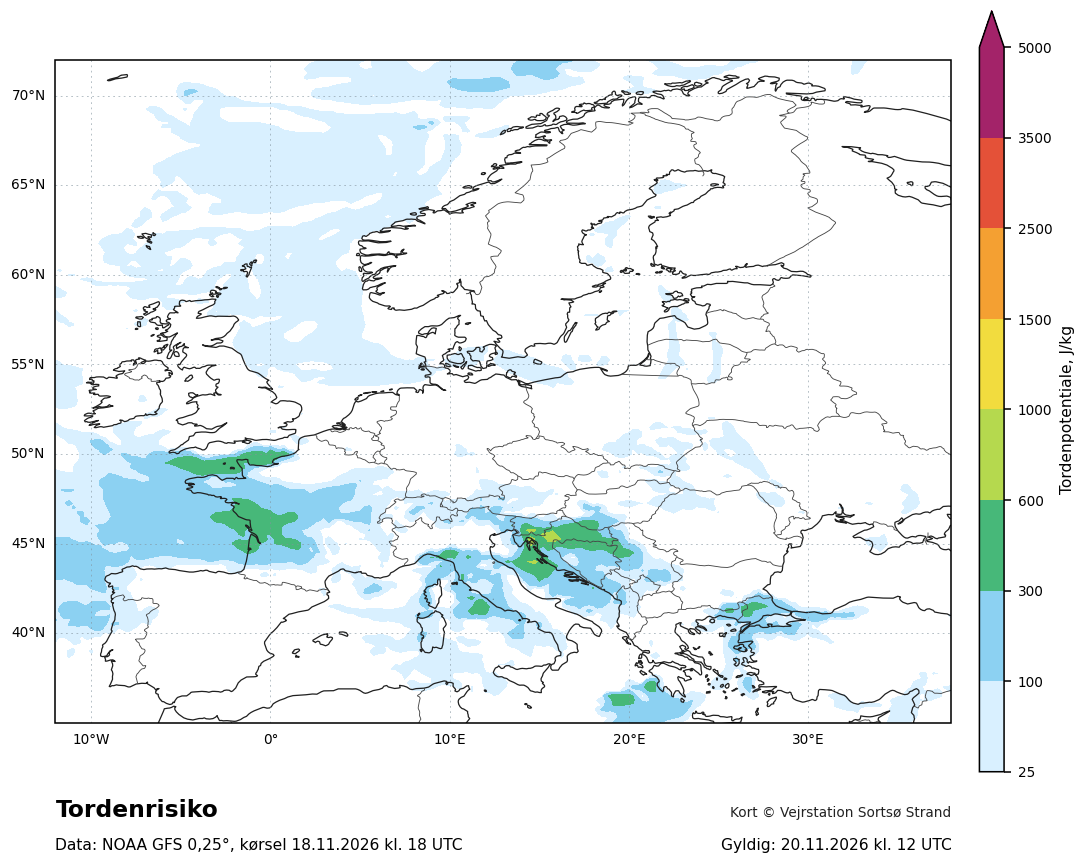 5000
3500
2500
1500
1000
600
300
100
25
Tordenpotentiale, J/kg
70°N
65°N
60°N
55°N
50°N
45°N
40°N
10°W
0°
10°E
20°E
30°E
Tordenrisiko
Kort © Vejrstation Sortsø Strand
Data: NOAA GFS 0,25°, kørsel 18.11.2026 kl. 18 UTC
Gyldig: 20.11.2026 kl. 12 UTC